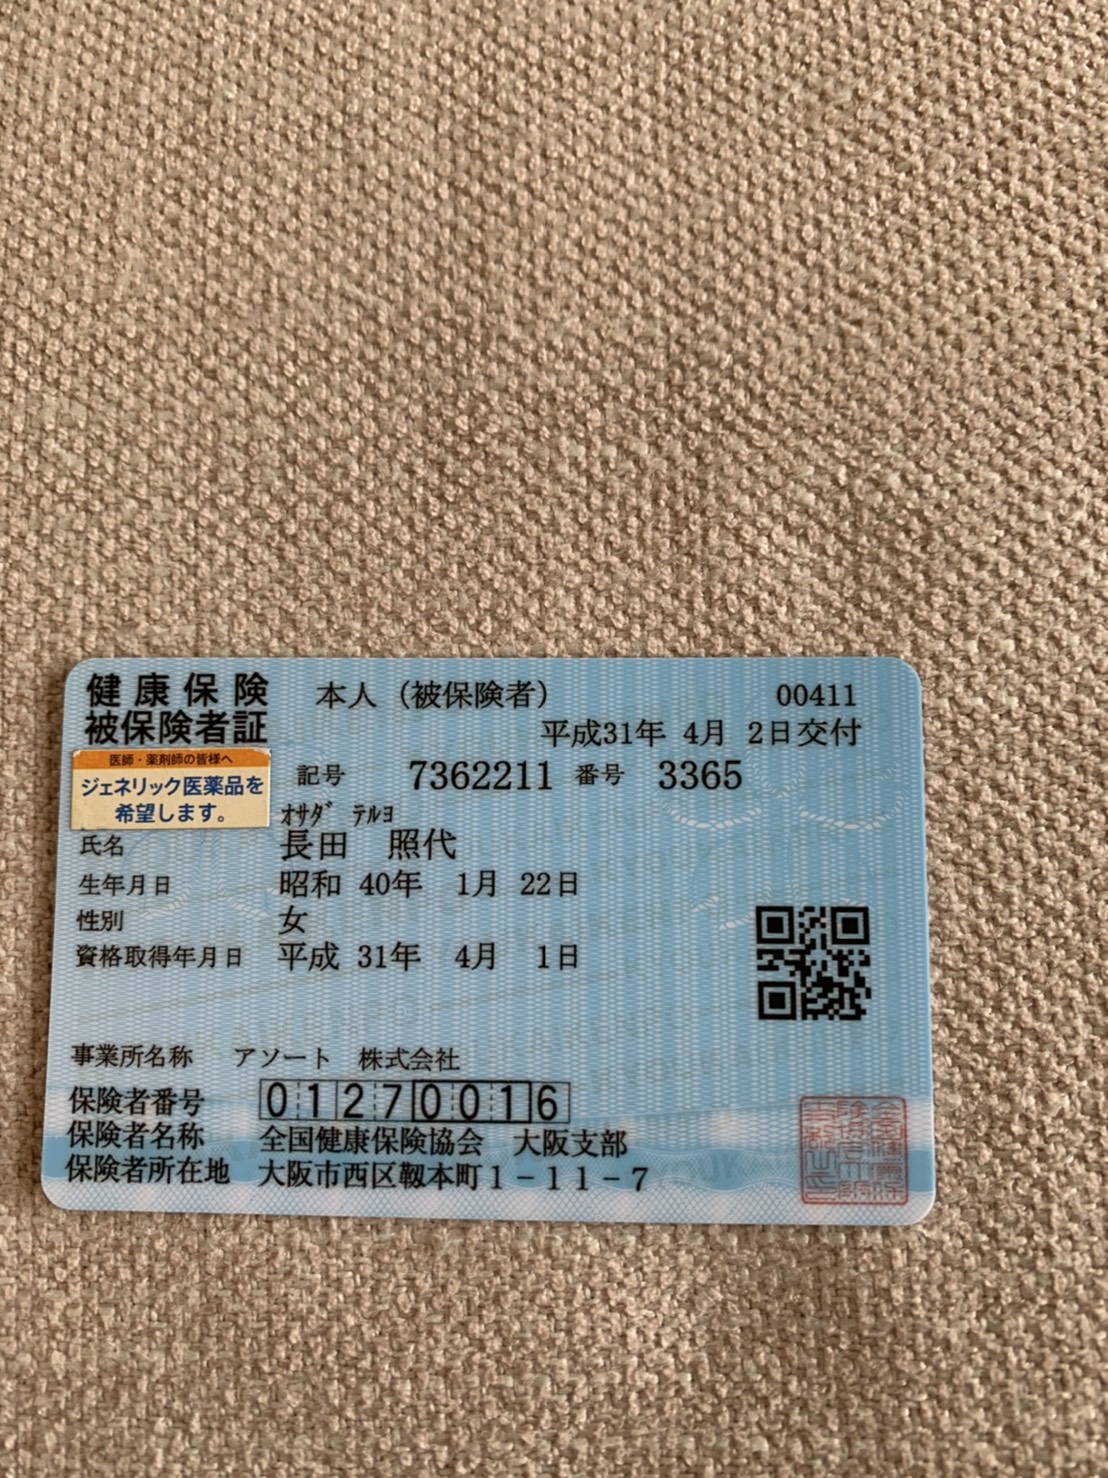 健康保険 本人（被保険者） 00411
被保険者証 平成31年 4月 2日交付
医師・薬剤師の皆様へ
ジェネリック医薬品を
希望します。
記号 7362211 番号 3365
ｵｻﾀﾞ ﾃﾙﾖ
氏名 長田 照代
生年月日 昭和 40年 1月 22日
性別 女
資格取得年月日 平成 31年 4月 1日
事業所名称 アソート 株式会社
保険者番号 01270016
保険者名称 全国健康保険協会 大阪支部
保険者所在地 大阪市西区靱本町1－11－7